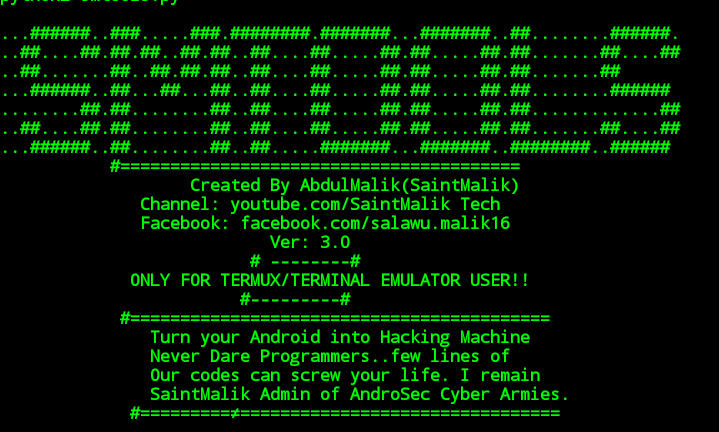 SMTOOLS
#========================================
Created By AbdulMalik(SaintMalik)
Channel: youtube.com/SaintMalik Tech
Facebook: facebook.com/salawu.malik16
Ver: 3.0
# --------#
ONLY FOR TERMUX/TERMINAL EMULATOR USER!!
#---------#
#==========================================
Turn your Android into Hacking Machine
Never Dare Programmers..few lines of
Our codes can screw your life. I remain
SaintMalik Admin of AndroSec Cyber Armies.
#=========≠================================